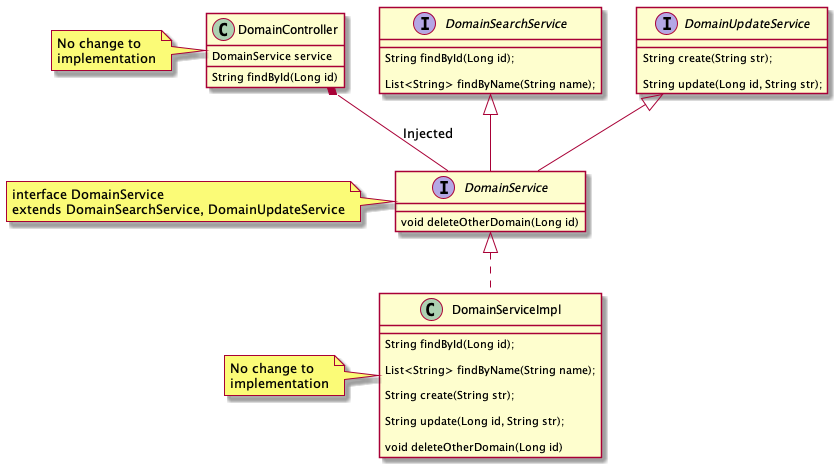 No change to
implementation
C DomainController
DomainService service
String findById(Long id)
I DomainSearchService
String findById(Long id);
List<String> findByName(String name);
I DomainUpdateService
String create(String str);
String update(Long id, String str);
Injected
interface DomainService
extends DomainSearchService, DomainUpdateService
I DomainService
void deleteOtherDomain(Long id)
No change to
implementation
C DomainServiceImpl
String findById(Long id);
List<String> findByName(String name);
String create(String str);
String update(Long id, String str);
void deleteOtherDomain(Long id)